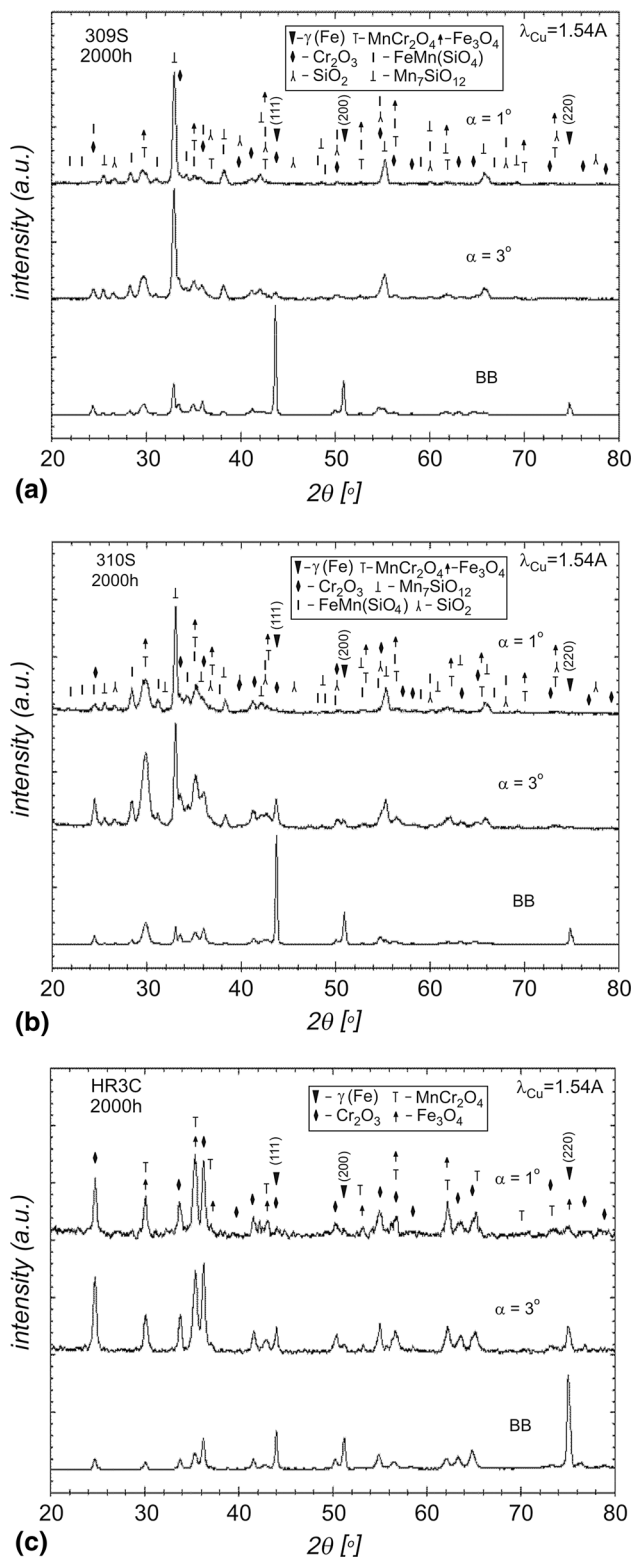 309S
2000h
▼-γ(Fe) ⊤-MnCr₂O₄ ↑-Fe₃O₄
♦-Cr₂O₃ I-FeMn(SiO₄)
⅄-SiO₂ ⊥-Mn₇SiO₁₂
λCu=1.54A
(111)
(200)
(220)
α = 1°
α = 3°
BB
intensity (a.u.)
20 30 40 50 60 70 80
2θ [°]
(a)
310S
2000h
▼-γ(Fe) ⊤-MnCr₂O₄ ↑-Fe₃O₄
♦-Cr₂O₃ ⊥-Mn₇SiO₁₂
I-FeMn(SiO₄) ⅄-SiO₂
λCu=1.54A
(111)
(200)
(220)
α = 1°
α = 3°
BB
intensity (a.u.)
20 30 40 50 60 70 80
2θ [°]
(b)
HR3C
2000h
▼-γ(Fe) ⊤-MnCr₂O₄
♦-Cr₂O₃ ↑-Fe₃O₄
λCu=1.54A
(111)
(200)
(220)
α = 1°
α = 3°
BB
intensity (a.u.)
20 30 40 50 60 70 80
2θ [°]
(c)